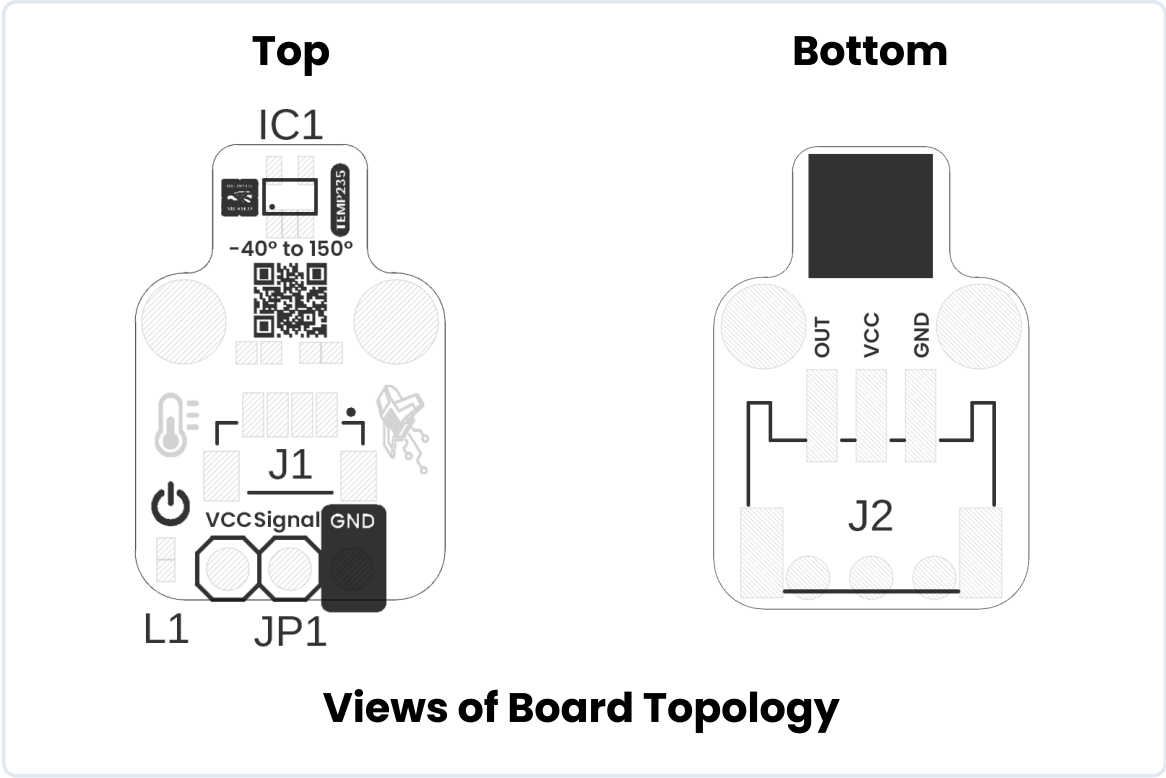 Top
Bottom
IC1
TEMP235
-40° to 150°
OUT
VCC
GND
J1
J2
VCC
Signal
GND
L1
JP1
Views of Board Topology